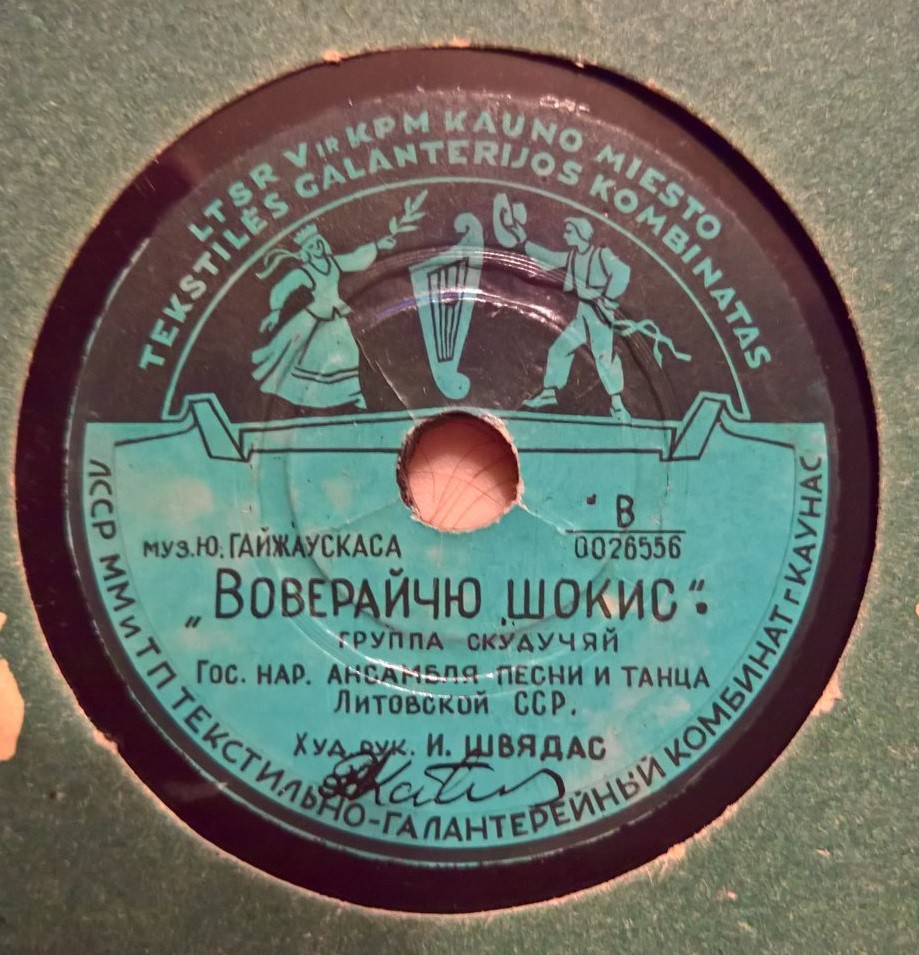 LTSR V IR KPM KAUNO MIESTO
TEKSTILĖS GALANTERIJOS KOMBINATAS
муз. Ю. ГАЙЖАУСКАСА
В
0026556
„ВОВЕРАЙЧЮ ШОКИС“
ГРУППА СКУДУЧЯЙ
ГОС. НАР. АНСАМБЛЯ ПЕСНИ И ТАНЦА
ЛИТОВСКОЙ ССР.
ХУД. РУК. И. ШВЯДАС
ЛССР ММ и ТП ТЕКСТИЛЬНО-ГАЛАНТЕРЕЙНЫЙ КОМБИНАТ г. КАУНАС